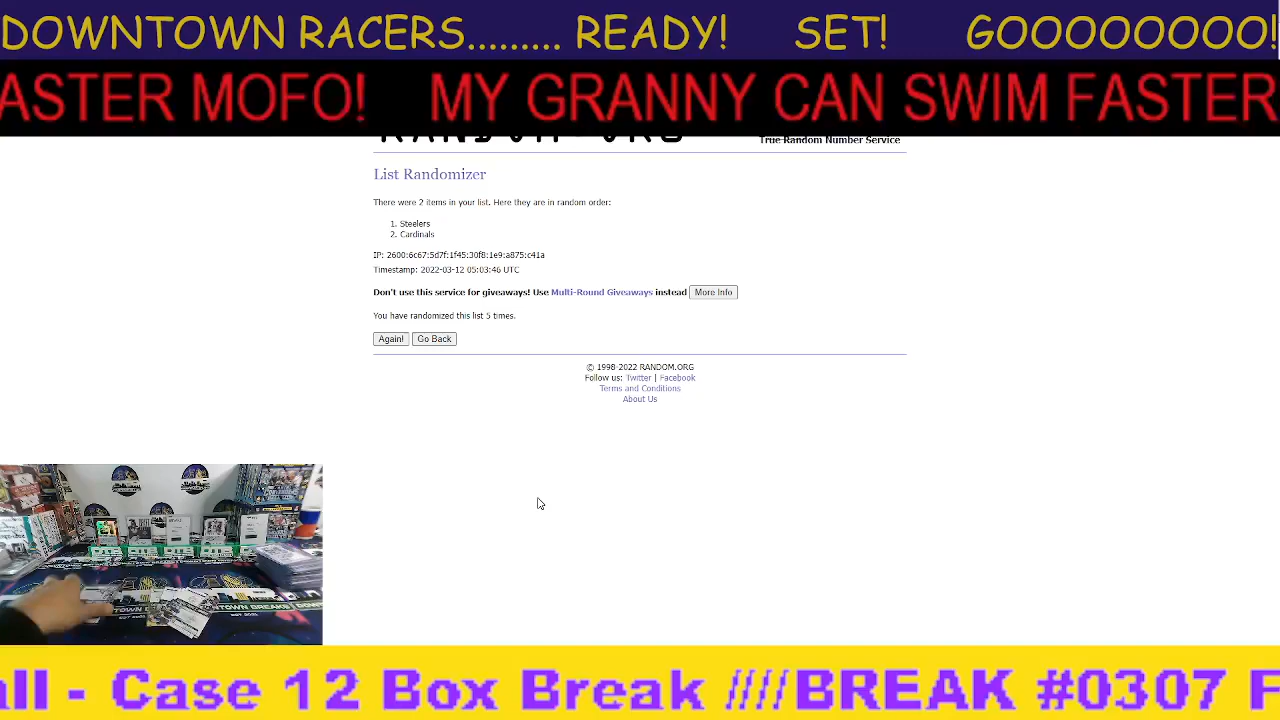 DOWNTOWN RACERS......... READY! SET! GOOOOOOOO!
ASTER MOFO! MY GRANNY CAN SWIM FASTER
RANDOM ORG
True Random Number Service
List Randomizer
There were 2 items in your list. Here they are in random order:
1. Steelers
2. Cardinals
IP: 2600:6c67:5d7f:1f45:30f8:1e9:a875:c41a
Timestamp: 2022-03-12 05:03:46 UTC
Don't use this service for giveaways! Use Multi-Round Giveaways instead More Info
You have randomized this list 5 times.
Again! Go Back
© 1998-2022 RANDOM.ORG
Follow us: Twitter | Facebook
Terms and Conditions
About Us
all - Case 12 Box Break ////BREAK #0307 F